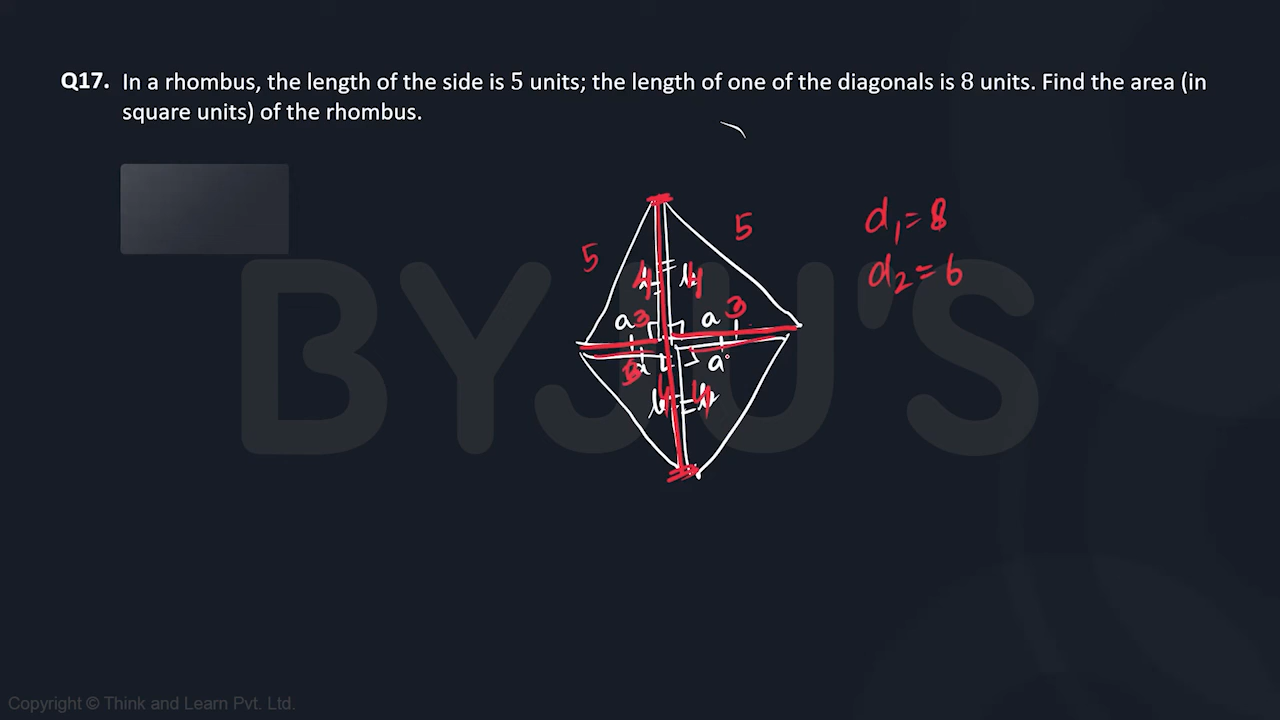 Q17. In a rhombus, the length of the side is 5 units; the length of one of the diagonals is 8 units. Find the area (in
square units) of the rhombus.
d₁ = 8
5
5
d₂ = 6
4 = 4
a 3 a 3
a
4 = 4
BYJU'S
Copyright © Think and Learn Pvt. Ltd.